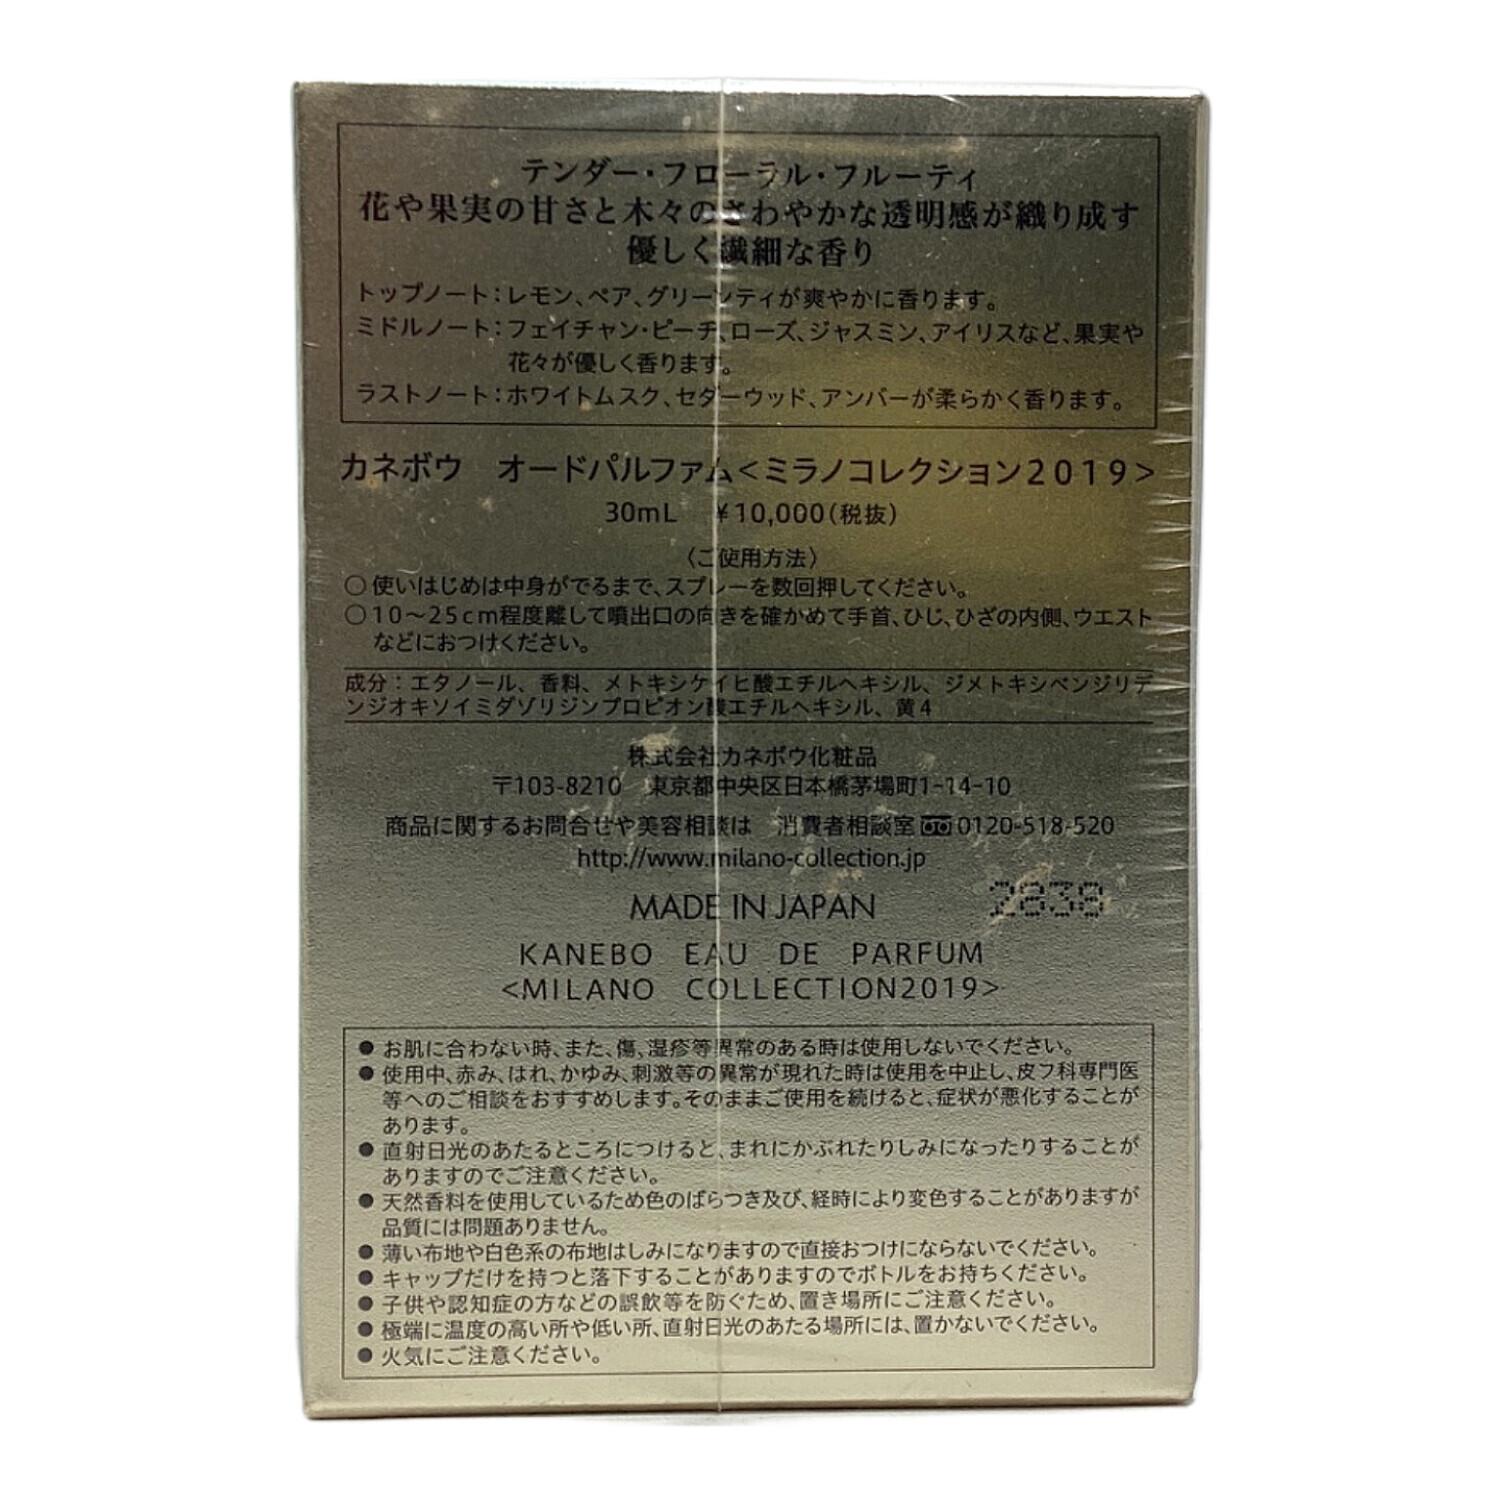 テンダー・フローラル・フルーティ
花や果実の甘さと木々のさわやかな透明感が織り成す
優しく繊細な香り
トップノート：レモン、ペア、グリーンティが爽やかに香ります。
ミドルノート：フェイチャン・ピーチ、ローズ、ジャスミン、アイリスなど、果実や
花々が優しく香ります。
ラストノート：ホワイトムスク、セダーウッド、アンバーが柔らかく香ります。
カネボウ　オードパルファム＜ミラノコレクション2019＞
30mL　¥10,000（税抜）
〈ご使用方法〉
○使いはじめは中身がでるまで、スプレーを数回押してください。
○10～25cm程度離して噴出口の向きを確かめて手首、ひじ、ひざの内側、ウエスト
などにおつけください。
成分：エタノール、香料、メトキシケイヒ酸エチルヘキシル、ジメトキシベンジリデ
ンジオキソイミダゾリジンプロピオン酸エチルヘキシル、黄4
株式会社カネボウ化粧品
〒103-8210　東京都中央区日本橋茅場町1-14-10
商品に関するお問合せや美容相談は　消費者相談室 0120-518-520
http://www.milano-collection.jp
MADE IN JAPAN
2838
KANEBO EAU DE PARFUM
<MILANO COLLECTION2019>
●お肌に合わない時、また、傷、湿疹等異常のある時は使用しないでください。
●使用中、赤み、はれ、かゆみ、刺激等の異常が現れた時は使用を中止し、皮フ科専門医
等へのご相談をおすすめします。そのままご使用を続けると、症状が悪化することが
あります。
●直射日光のあたるところにつけると、まれにかぶれたりしみになったりすることが
ありますのでご注意ください。
●天然香料を使用しているため色のばらつき及び、経時により変色することがありますが
品質には問題ありません。
●薄い布地や白色系の布地はしみになりますので直接おつけにならないでください。
●キャップだけを持つと落下することがありますのでボトルをお持ちください。
●子供や認知症の方などの誤飲等を防ぐため、置き場所にご注意ください。
●極端に温度の高い所や低い所、直射日光のあたる場所には、置かないでください。
●火気にご注意ください。